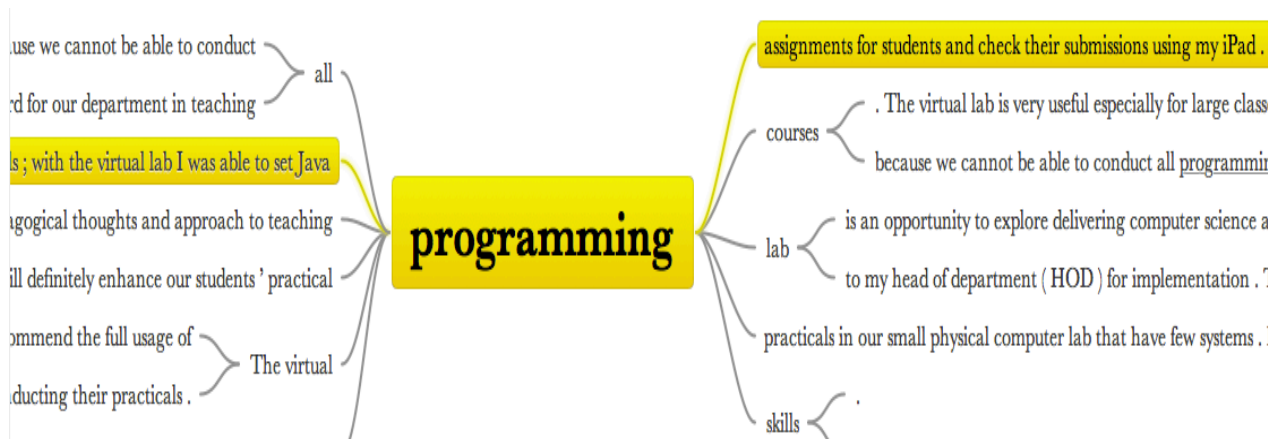 use we cannot be able to conduct
all
rd for our department in teaching
ls ; with the virtual lab I was able to set Java
agogical thoughts and approach to teaching
ill definitely enhance our students ’ practical
ommend the full usage of
The virtual
ducting their practicals .
programming
assignments for students and check their submissions using my iPad .
courses
. The virtual lab is very useful especially for large class
because we cannot be able to conduct all programmin
lab
is an opportunity to explore delivering computer science a
to my head of department ( HOD ) for implementation .
practicals in our small physical computer lab that have few systems .
skills
.